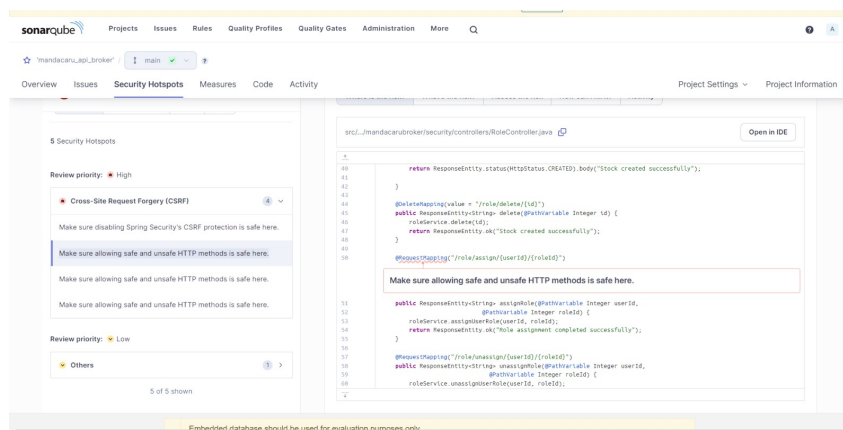 sonarqube
Projects Issues Rules Quality Profiles Quality Gates Administration More
A
'mandacaru_api_broker' / main ?
Overview Issues Security Hotspots Measures Code Activity Project Settings Project Information
5 Security Hotspots
Review priority: High
Cross-Site Request Forgery (CSRF) 4
Make sure disabling Spring Security's CSRF protection is safe here.
Make sure allowing safe and unsafe HTTP methods is safe here.
Make sure allowing safe and unsafe HTTP methods is safe here.
Make sure allowing safe and unsafe HTTP methods is safe here.
Review priority: Low
Others 1
5 of 5 shown
src/.../mandacarubroker/security/controllers/RoleController.java
Open in IDE
40 return ResponseEntity.status(HttpStatus.CREATED).body("Stock created successfully");
41
42 }
43
44 @DeleteMapping(value = "/role/delete/{id}")
45 public ResponseEntity<String> delete(@PathVariable Integer id) {
46 roleService.delete(id);
47 return ResponseEntity.ok("Stock created successfully");
48 }
49
50 @RequestMapping("/role/assign/{userId}/{roleId}")
Make sure allowing safe and unsafe HTTP methods is safe here.
51 public ResponseEntity<String> assignRole(@PathVariable Integer userId,
52 @PathVariable Integer roleId) {
53 roleService.assignUserRole(userId, roleId);
54 return ResponseEntity.ok("Role assignment completed successfully");
55 }
56
57 @RequestMapping("/role/unassign/{userId}/{roleId}")
58 public ResponseEntity<String> unassignRole(@PathVariable Integer userId,
59 @PathVariable Integer roleId) {
60 roleService.unassignUserRole(userId, roleId);
Embedded database should be used for evaluation purposes only